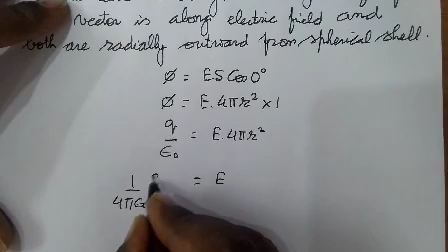 vector is along electric field and
both are radially outward from spherical shell.
φ = E.S Cos 0°
φ = E.4πr² × 1
q/ε₀ = E.4πr²
1/4πε₀ = E